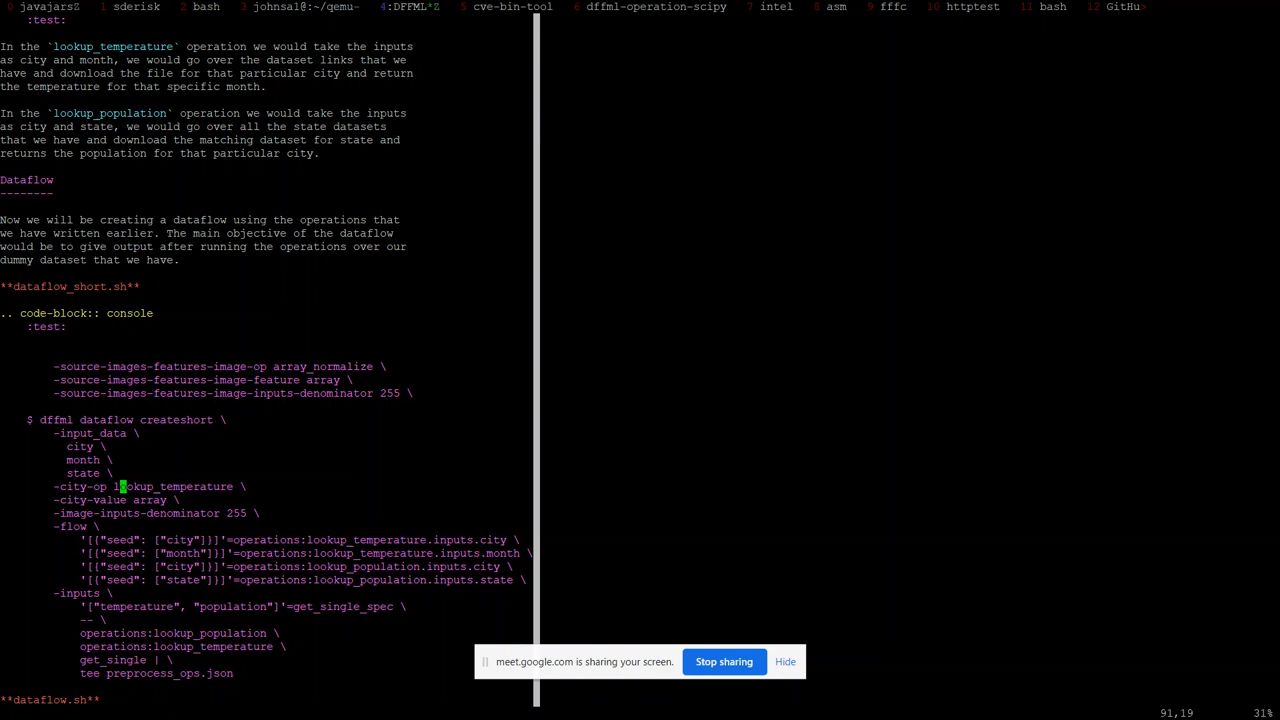 0 javajarsZ 1 sderisk 2 bash 3 johnsal@:~/qemu- 4:DFFML*Z 5 cve-bin-tool 6 dffml-operation-scipy 7 intel 8 asm 9 fffc 10 httptest 11 bash 12 GitHu>
:test:
In the `lookup_temperature` operation we would take the inputs
as city and month, we would go over the dataset links that we
have and download the file for that particular city and return
the temperature for that specific month.
In the `lookup_population` operation we would take the inputs
as city and state, we would go over all the state datasets
that we have and download the matching dataset for state and
returns the population for that particular city.
Dataflow
--------
Now we will be creating a dataflow using the operations that
we have written earlier. The main objective of the dataflow
would be to give output after running the operations over our
dummy dataset that we have.
**dataflow_short.sh**
.. code-block:: console
:test:
-source-images-features-image-op array_normalize \
-source-images-features-image-feature array \
-source-images-features-image-inputs-denominator 255 \
$ dffml dataflow createshort \
-input_data \
city \
month \
state \
-city-op lookup_temperature \
-city-value array \
-image-inputs-denominator 255 \
-flow \
'[{"seed": ["city"]}]'=operations:lookup_temperature.inputs.city \
'[{"seed": ["month"]}]'=operations:lookup_temperature.inputs.month \
'[{"seed": ["city"]}]'=operations:lookup_population.inputs.city \
'[{"seed": ["state"]}]'=operations:lookup_population.inputs.state \
-inputs \
'["temperature", "population"]'=get_single_spec \
-- \
operations:lookup_population \
operations:lookup_temperature \
get_single | \
tee preprocess_ops.json
**dataflow.sh**
meet.google.com is sharing your screen. Stop sharing Hide
91,19 31%